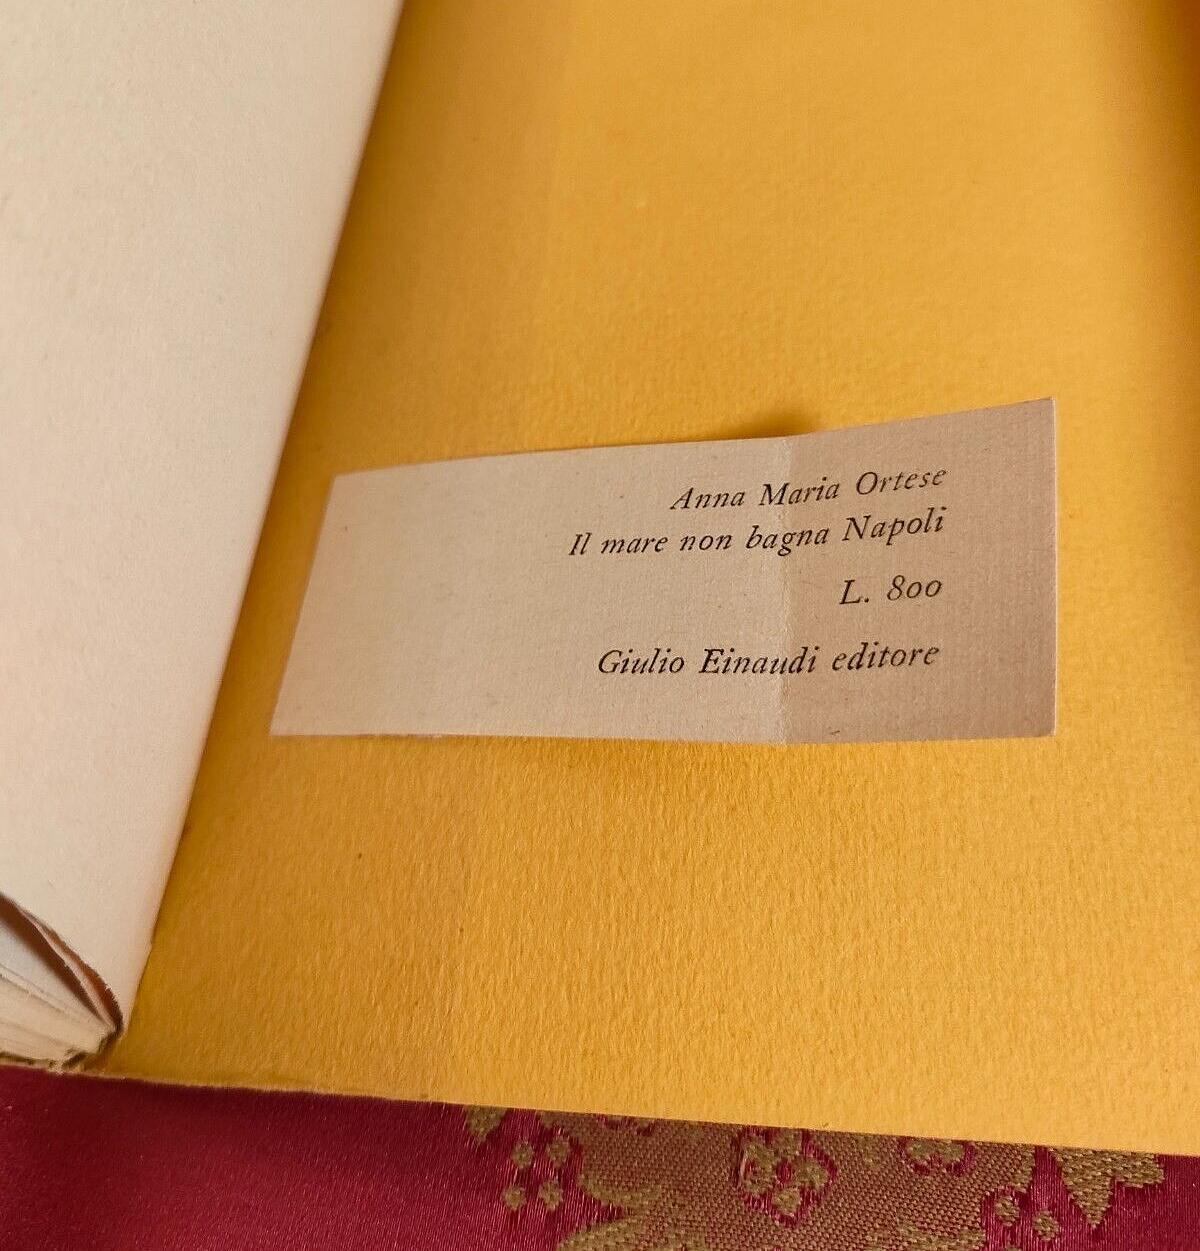 Anna Maria Ortese
Il mare non bagna Napoli
L. 800
Giulio Einaudi editore